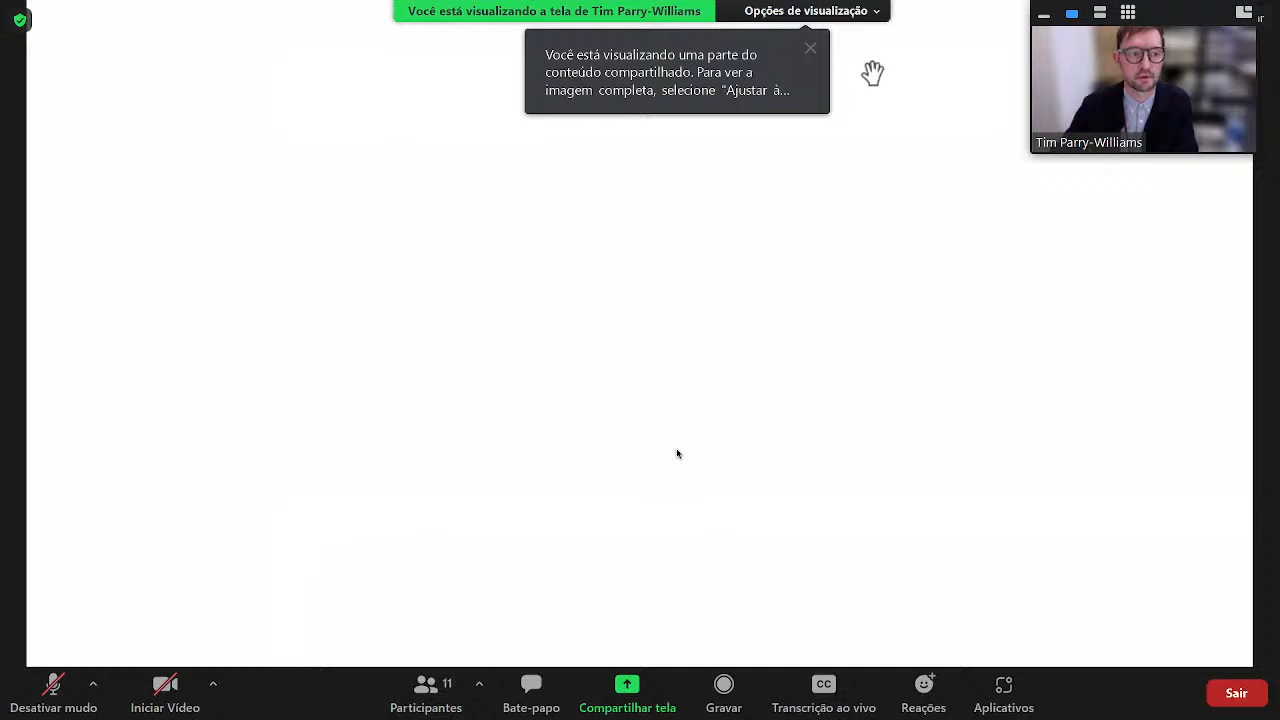 Você está visualizando a tela de Tim Parry-Williams
Opções de visualização
Você está visualizando uma parte do
conteúdo compartilhado. Para ver a
imagem completa, selecione "Ajustar à...
Tim Parry-Williams
11
CC
Desativar mudo
Iniciar Vídeo
Participantes
Bate-papo
Compartilhar tela
Gravar
Transcrição ao vivo
Reações
Aplicativos
Sair